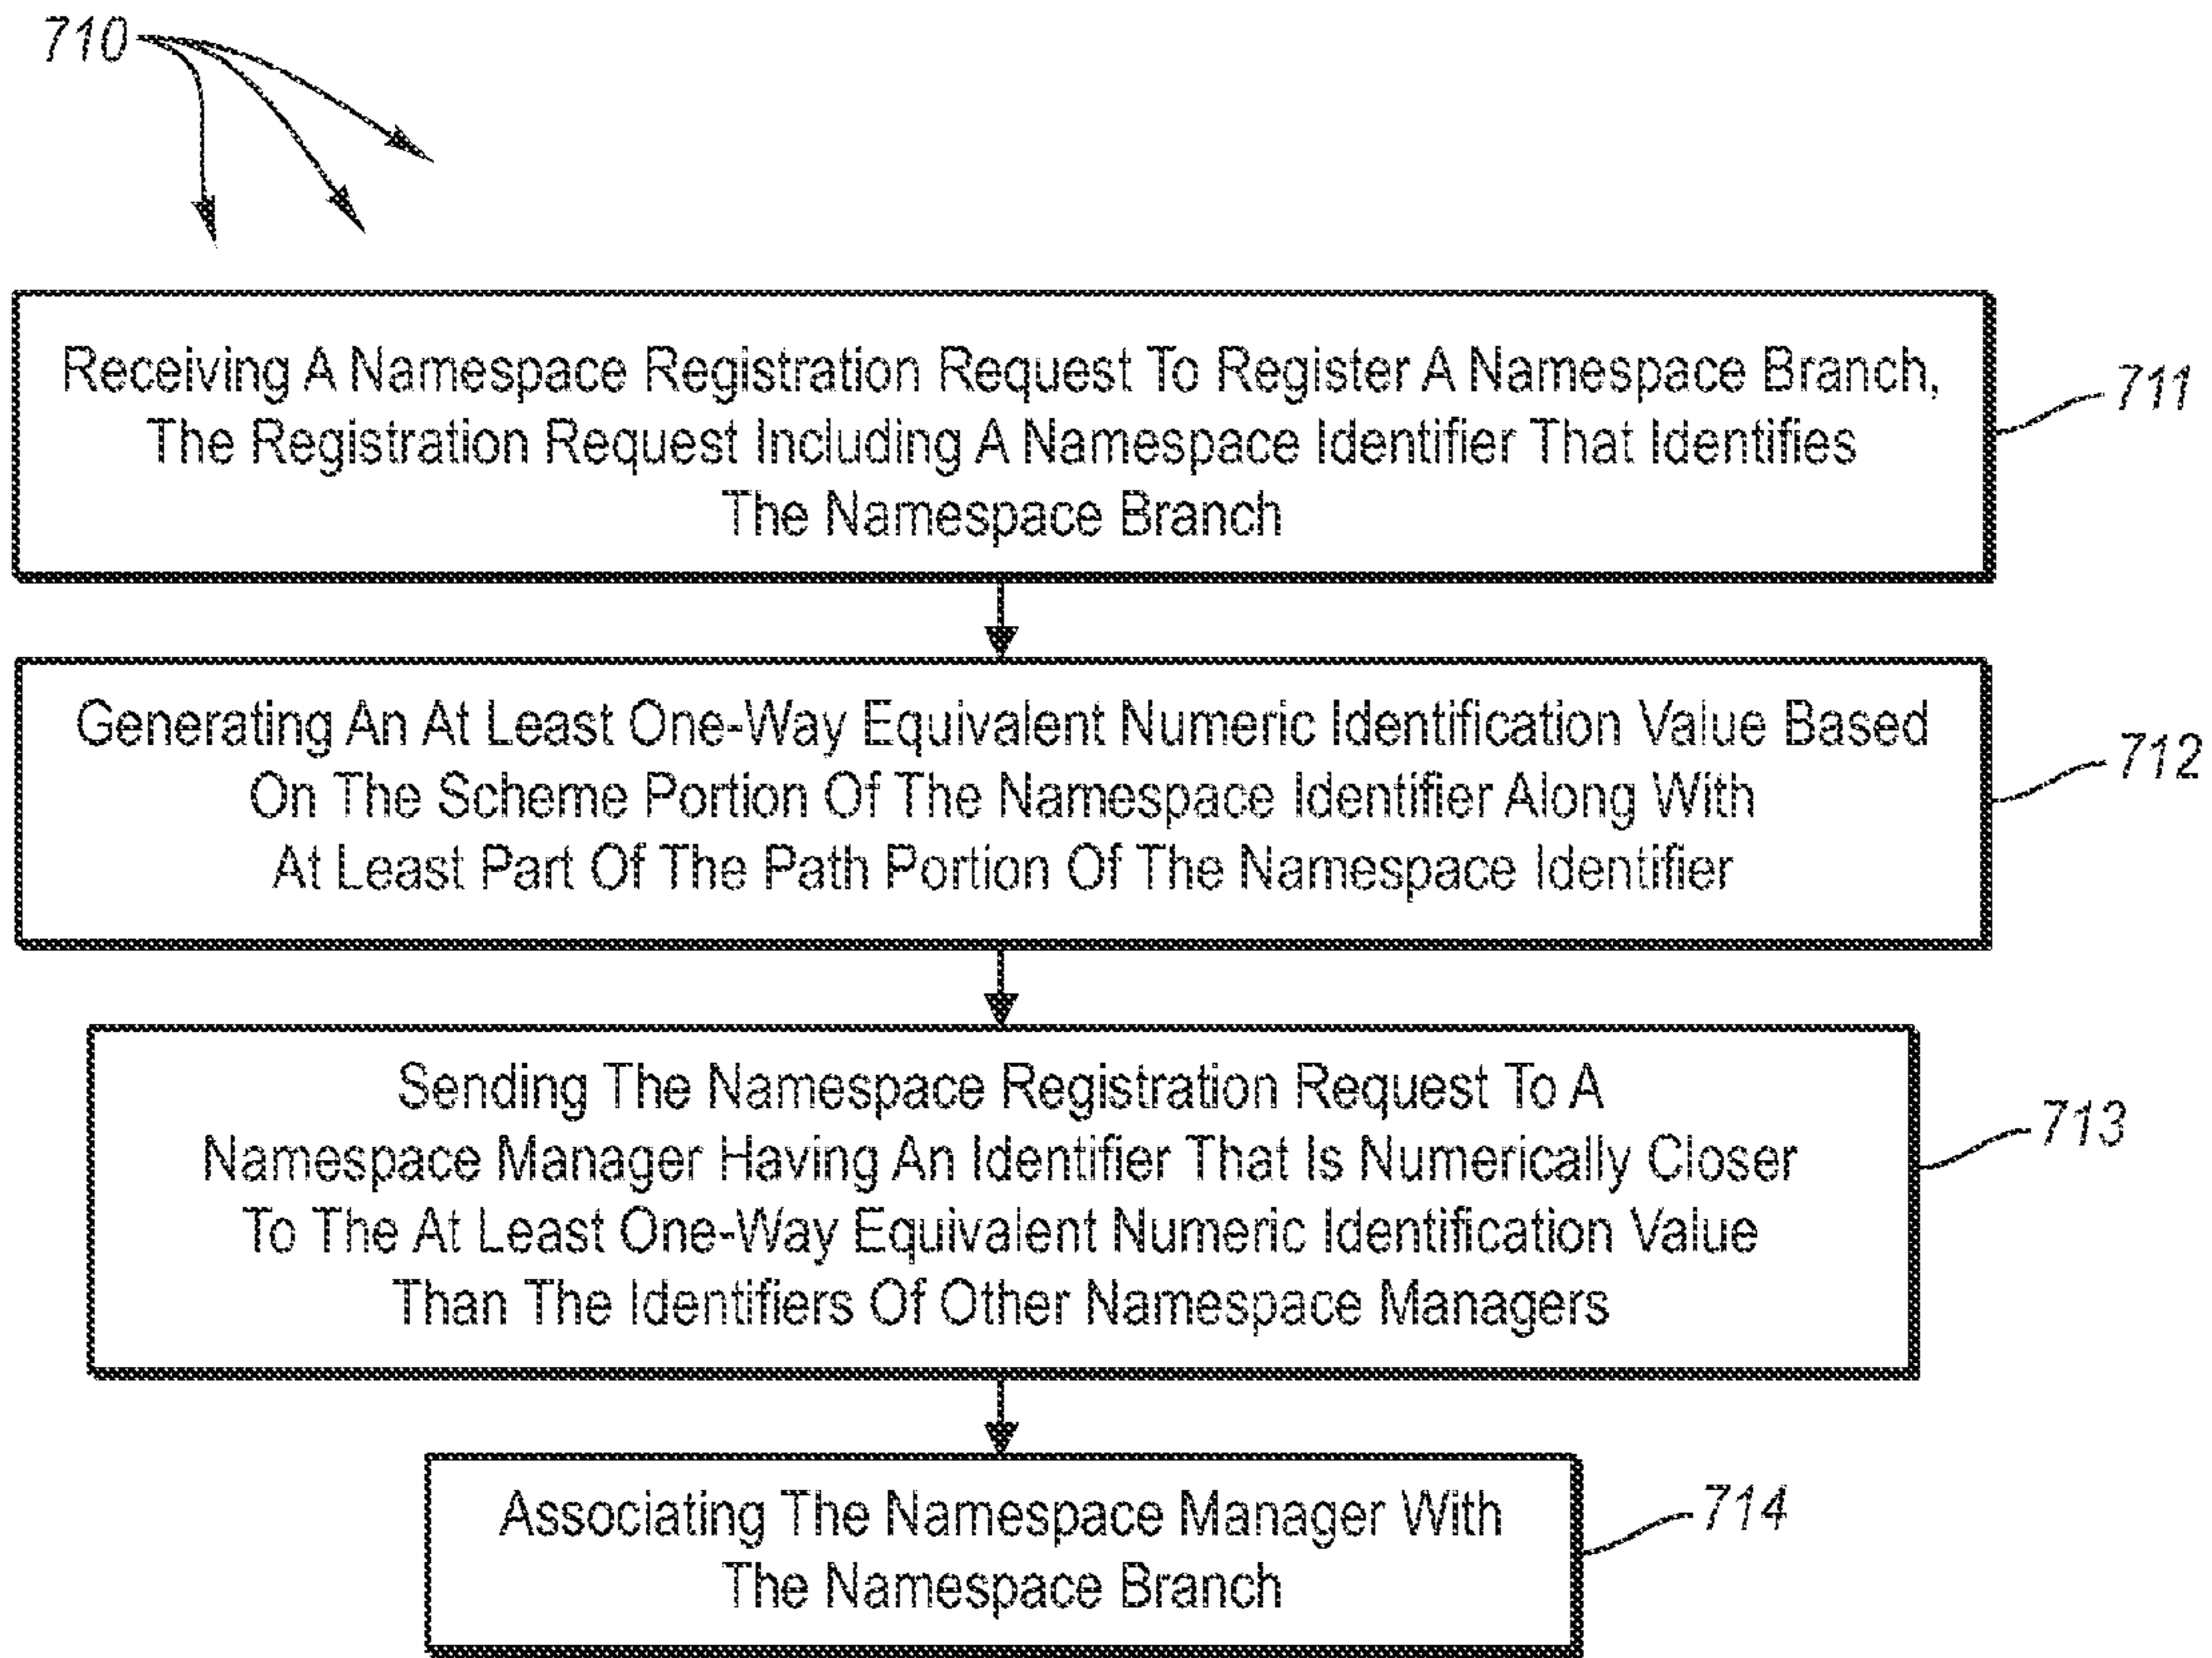 710
Receiving A Namespace Registration Request To Register A Namespace Branch,
The Registration Request Including A Namespace Identifier That Identifies
The Namespace Branch
711
Generating An At Least One-Way Equivalent Numeric Identification Value Based
On The Scheme Portion Of The Namespace Identifier Along With
At Least Part Of The Path Portion Of The Namespace Identifier
712
Sending The Namespace Registration Request To A
Namespace Manager Having An Identifier That Is Numerically Closer
To The At Least One-Way Equivalent Numeric Identification Value
Than The Identifiers Of Other Namespace Managers
713
Associating The Namespace Manager With
The Namespace Branch
714